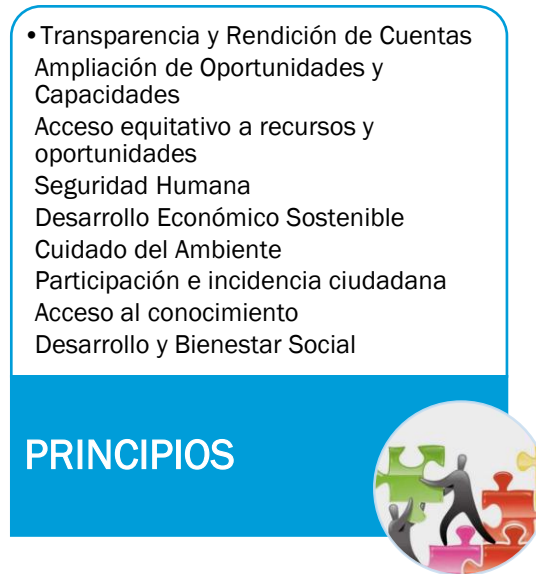 •Transparencia y Rendición de Cuentas
Ampliación de Oportunidades y
Capacidades
Acceso equitativo a recursos y
oportunidades
Seguridad Humana
Desarrollo Económico Sostenible
Cuidado del Ambiente
Participación e incidencia ciudadana
Acceso al conocimiento
Desarrollo y Bienestar Social
PRINCIPIOS